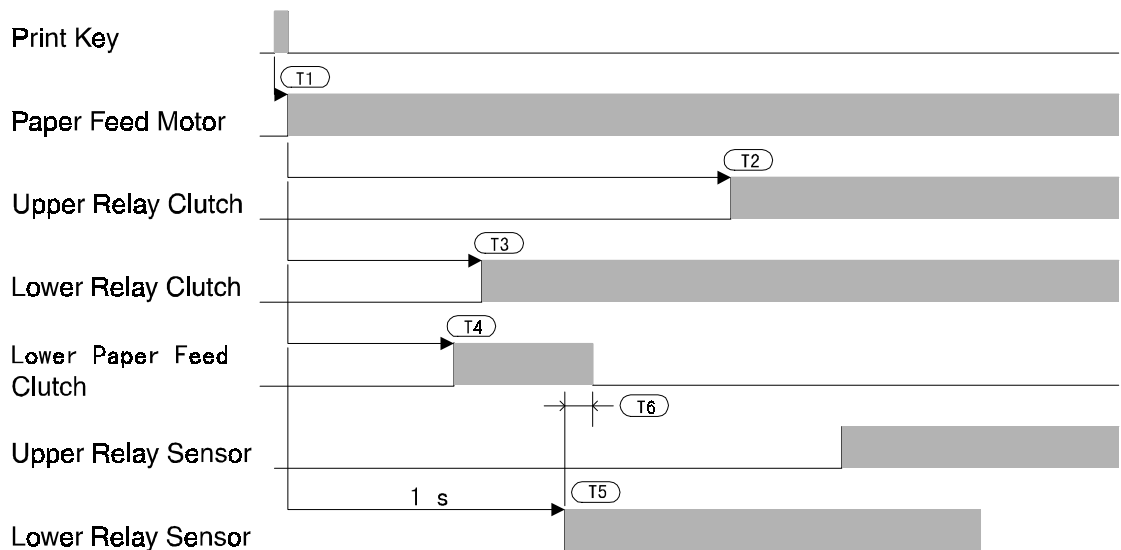 Print Key
T1
Paper Feed Motor
T2
Upper Relay Clutch
T3
Lower Relay Clutch
T4
Lower Paper Feed
Clutch
T6
Upper Relay Sensor
1 s
T5
Lower Relay Sensor